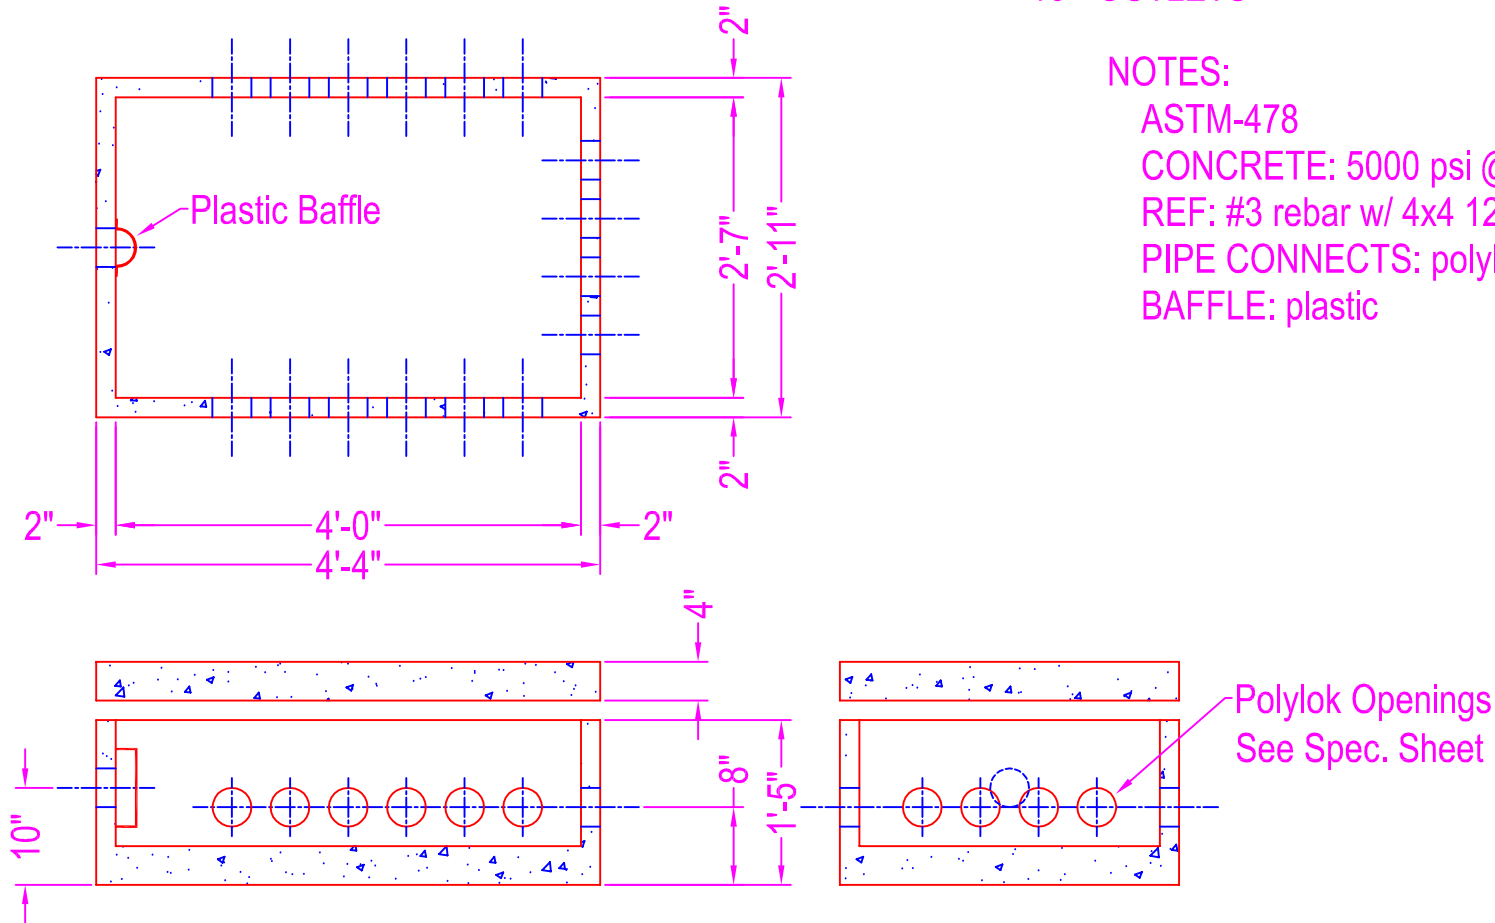 NOTES:
ASTM-478
CONCRETE: 5000 psi
REF: #3 rebar w/ 4x4
PIPE CONNECTS:
BAFFLE: plastic
2"
Plastic Baffle
2'-7"
2'-11"
2"
2"
4'-0"
2"
4'-4"
4"
Polylok Openings
See Spec. Sheet
8"
1'-5"
10"